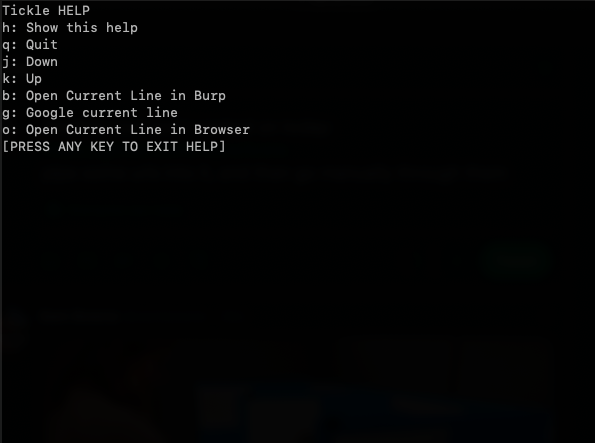 Tickle HELP
h: Show this help
q: Quit
j: Down
k: Up
b: Open Current Line in Burp
g: Google current line
o: Open Current Line in Browser
[PRESS ANY KEY TO EXIT HELP]